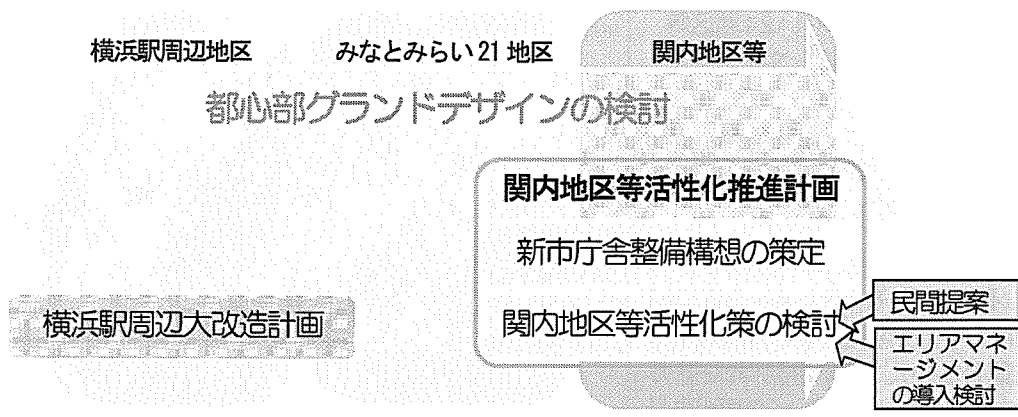 横浜駅周辺地区
みなとみらい21地区
関内地区等
都心部グランドデザインの検討
関内地区等活性化推進計画
新市庁舎整備構想の策定
横浜駅周辺大改造計画
関内地区等活性化策の検討
民間提案
エリアマネ
ージメント
の導入検討